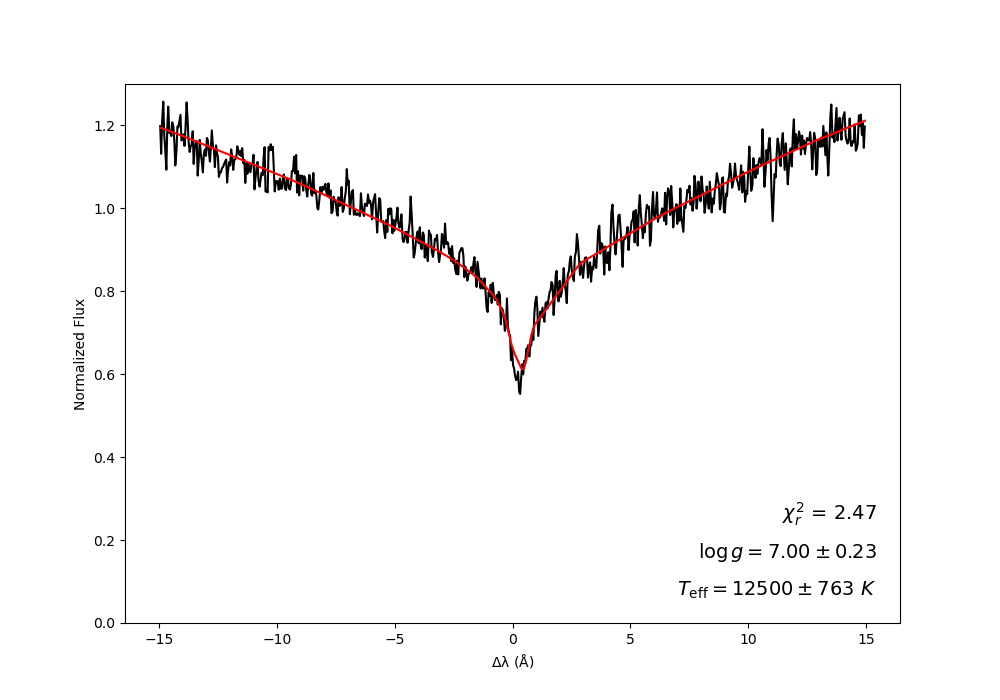 1.2
1.0
0.8
0.6
0.4
0.2
0.0
Normalized Flux
χ²ᵣ = 2.47
log g = 7.00 ± 0.23
T_eff = 12500 ± 763 K
−15 −10 −5 0 5 10 15
Δλ (Å)